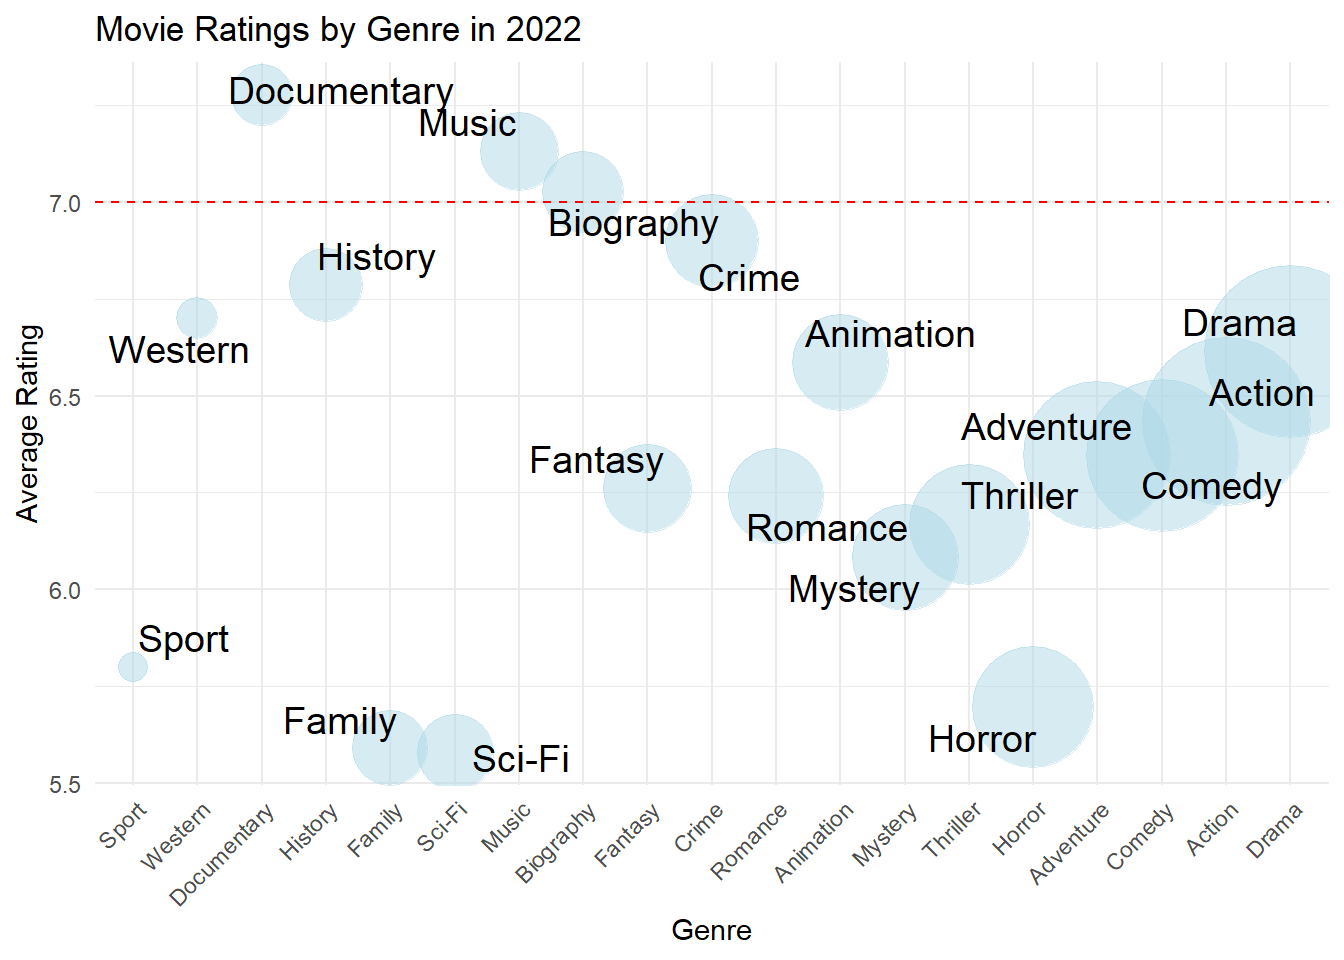 Movie Ratings by Genre in 2022
Documentary
Music
7.0
Biography
History
Crime
Drama
Animation
Western
Average Rating
6.5
Action
Adventure
Fantasy
Comedy
Thriller
Romance
6.0
Mystery
Sport
Family
Horror
Sci-Fi
5.5
Sport
Western
Documentary
History
Family
Sci-Fi
Music
Biography
Fantasy
Crime
Romance
Animation
Mystery
Thriller
Horror
Adventure
Comedy
Action
Drama
Genre